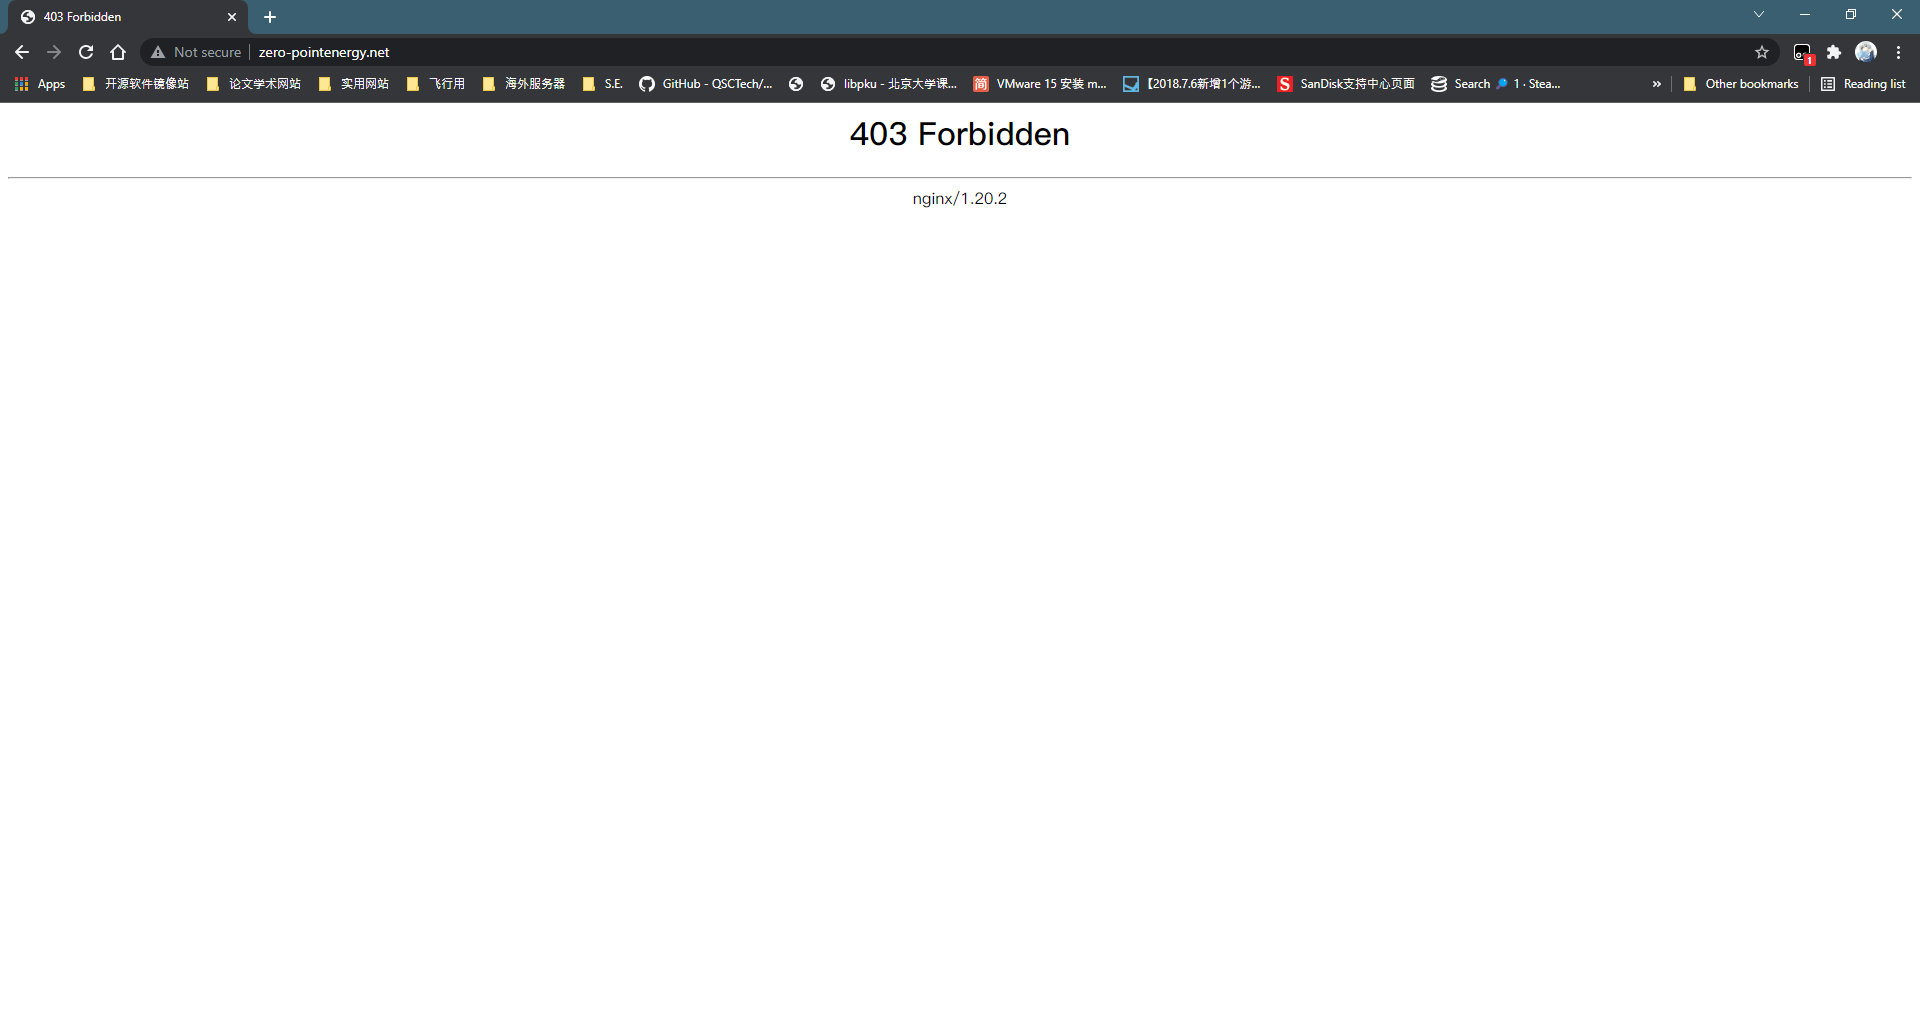 403 Forbidden
Not secure
zero-pointenergy.net
1
Apps
开源软件镜像站
论文学术网站
实用网站
飞行用
海外服务器
S.E.
GitHub - QSCTech/...
libpku - 北京大学课...
简
VMware 15 安装 m...
【2018.7.6新增1个游...
S
SanDisk支持中心页面
Search 🔎 1 · Stea...
»
Other bookmarks
Reading list
403 Forbidden
nginx/1.20.2